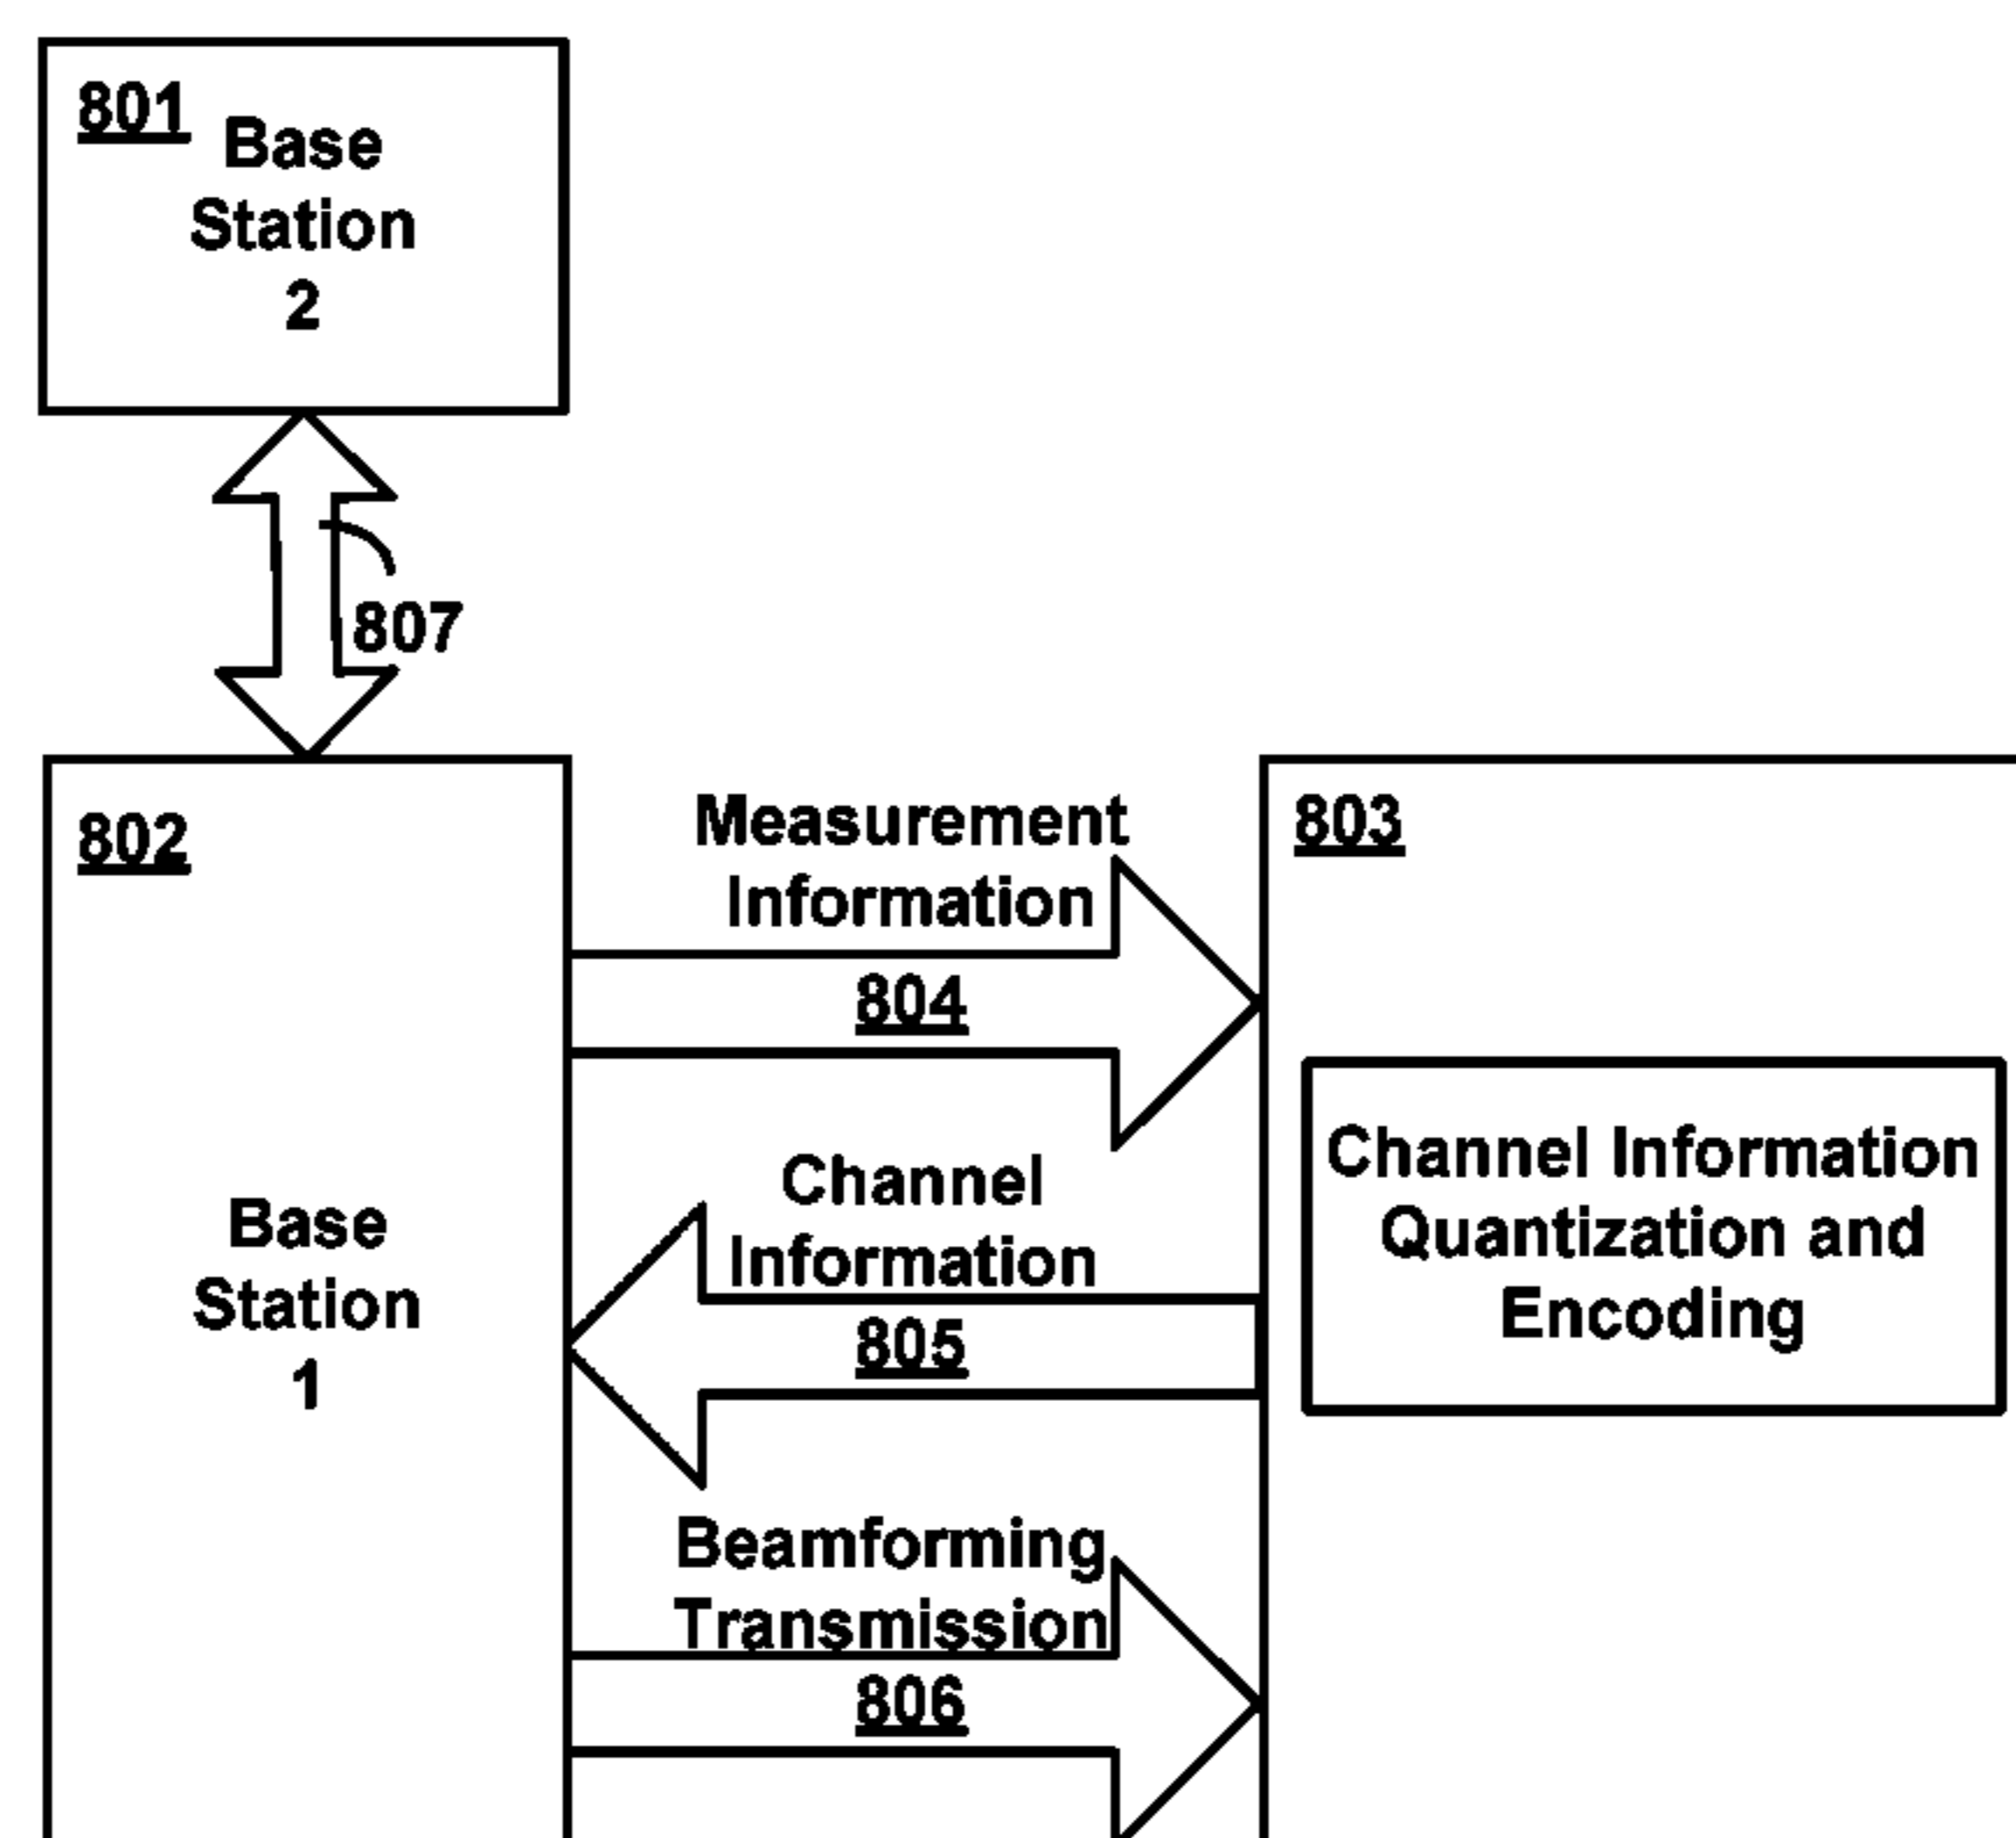 801
Base
Station
2
807
802
Base
Station
1
Measurement
Information
804
Channel
Information
805
Beamforming
Transmission
806
803
Channel Information
Quantization and
Encoding